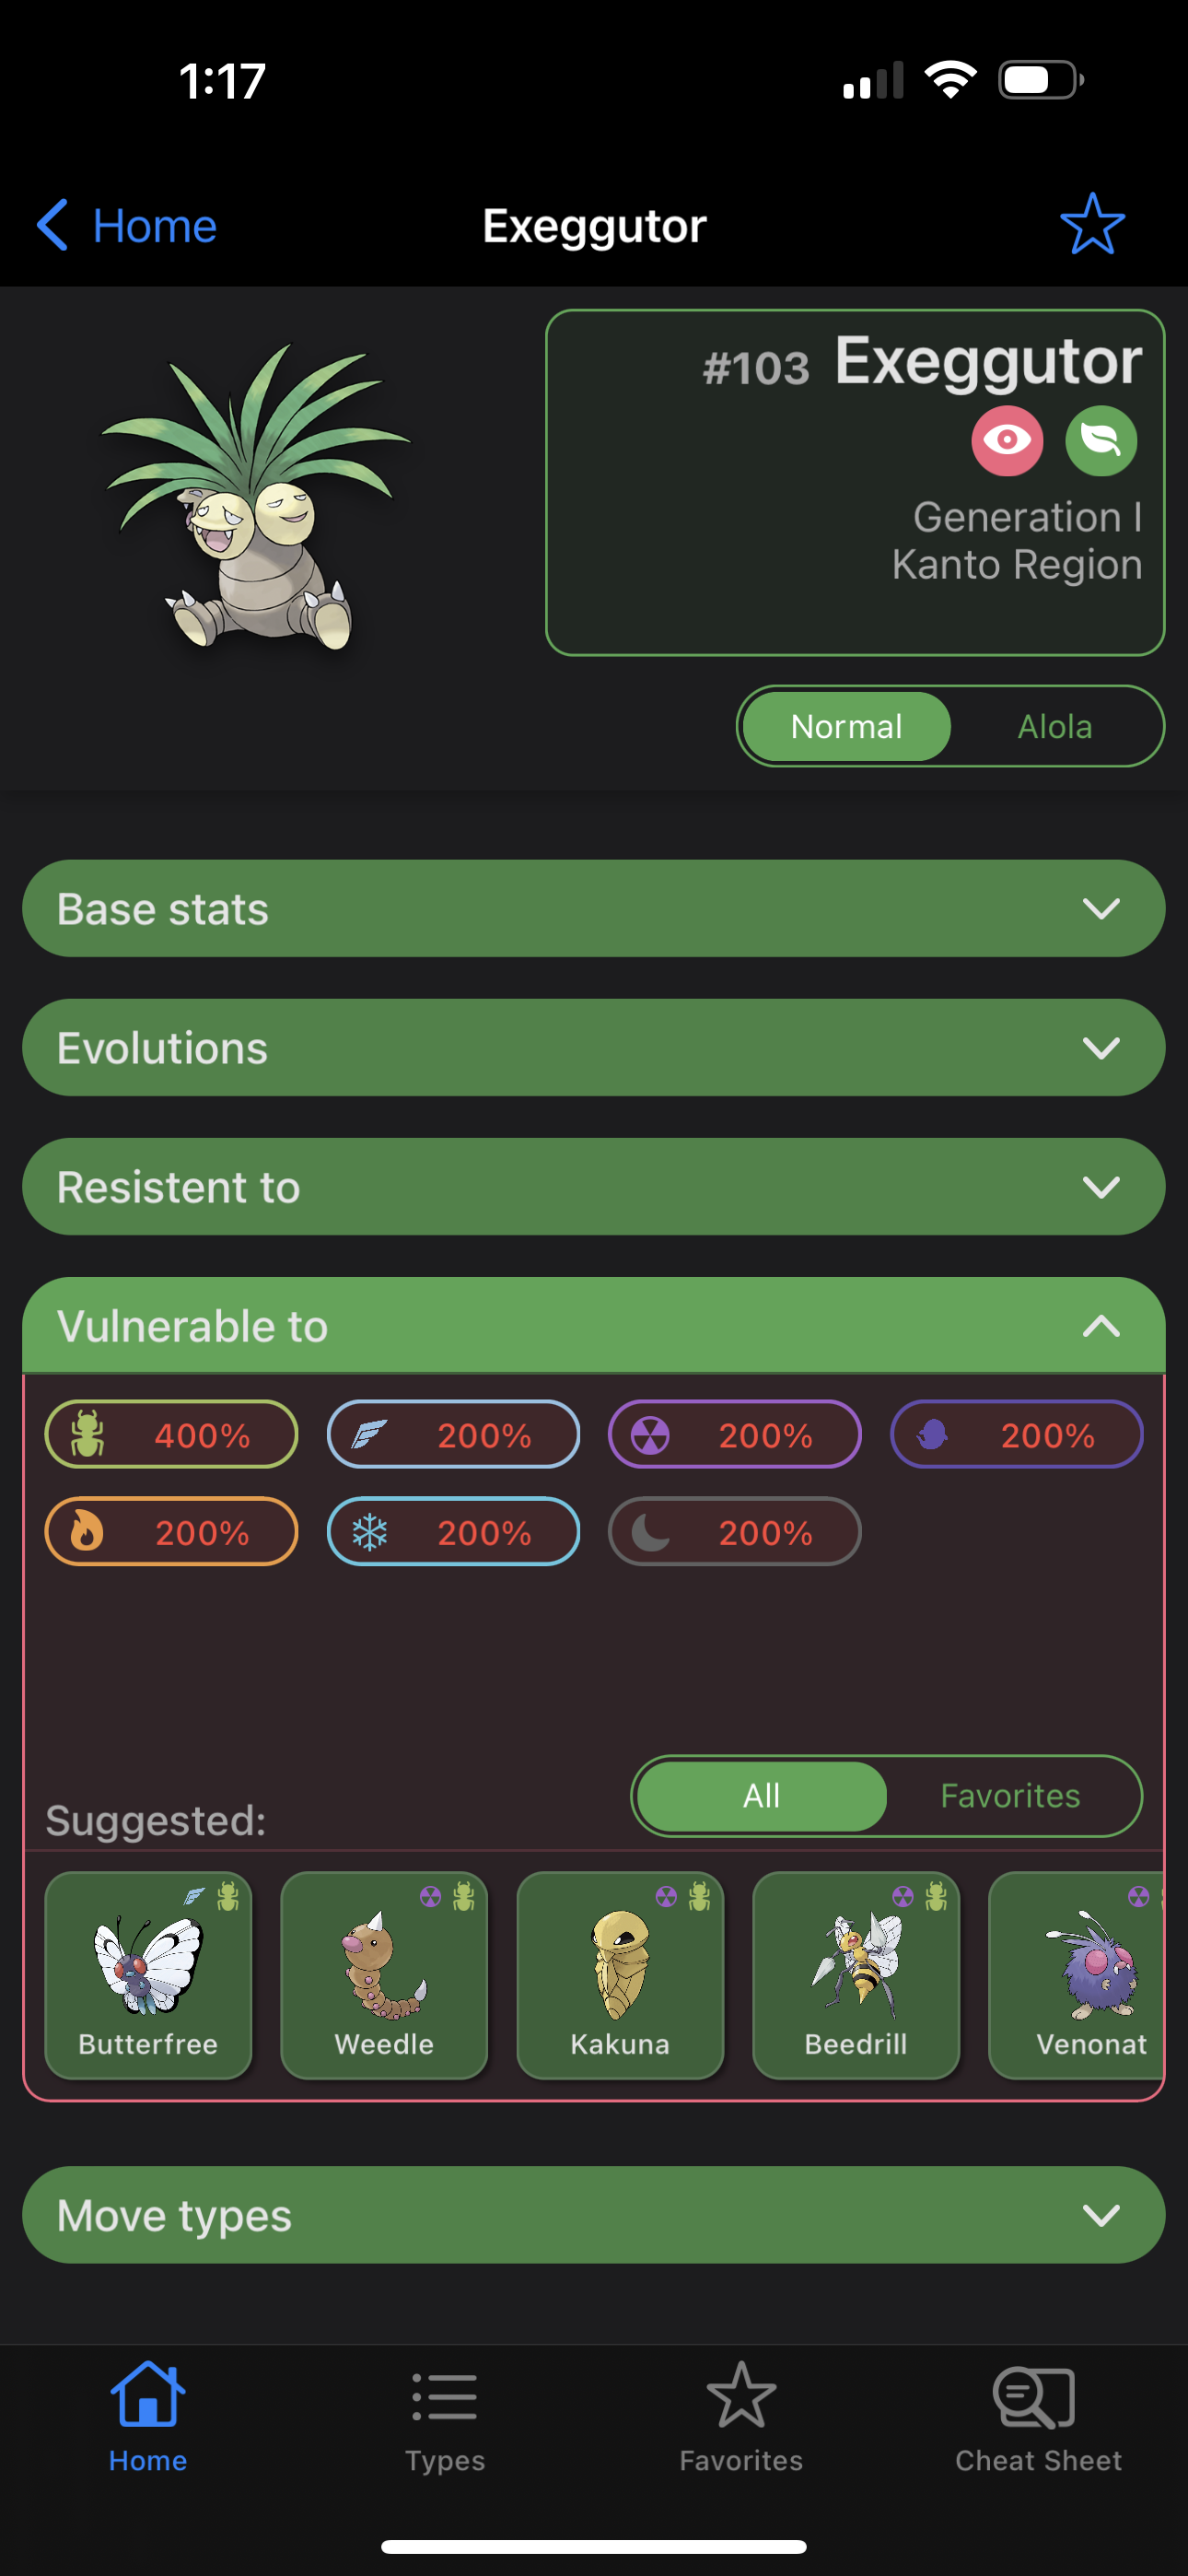 1:17
Home
Exeggutor
#103 Exeggutor
Generation I
Kanto Region
Normal
Alola
Base stats
Evolutions
Resistent to
Vulnerable to
400%
200%
200%
200%
200%
200%
200%
All
Favorites
Suggested:
Butterfree
Weedle
Kakuna
Beedrill
Venonat
Move types
Home
Types
Favorites
Cheat Sheet